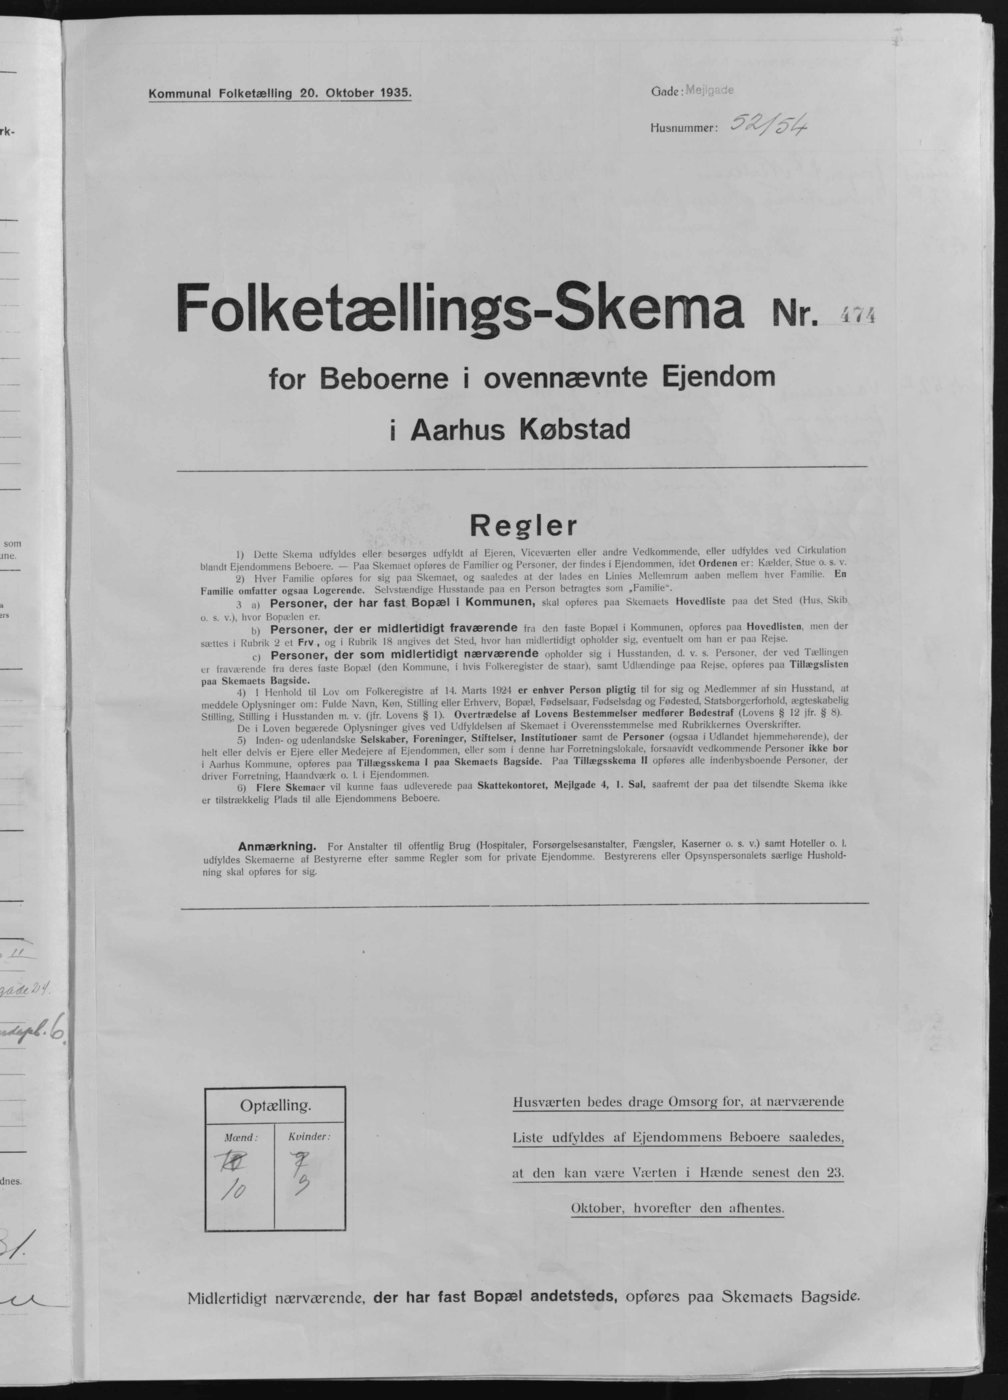 Kommunal Folketælling 20. Oktober 1935.
Gade: Mejlgade
Husnummer: 52/54
Folketællings-Skema Nr. 474
for Beboerne i ovennævnte Ejendom
i Aarhus Købstad
Regler
1) Dette Skema udfyldes eller besørges udfyldt af Ejeren, Viceværten eller andre Vedkommende, eller udfyldes ved Cirkulation
blandt Ejendommens Beboere. — Paa Skemaet opføres de Familier og Personer, der findes i Ejendommen, idet Ordenen er: Kælder, Stue o. s. v.
2) Hver Familie opføres for sig paa Skemaet, og saaledes at der lades en Linies Mellemrum aaben mellem hver Familie. En
Familie omfatter ogsaa Logerende. Selvstændige Husstande paa en Person betragtes som „Familie".
3 a) Personer, der har fast Bopæl i Kommunen, skal opføres paa Skemaets Hovedliste paa det Sted (Hus, Skib
o. s. v.), hvor Bopælen er.
b) Personer, der er midlertidigt fraværende fra den faste Bopæl i Kommunen, opføres paa Hovedlisten, men der
sættes i Rubrik 2 et Frv., og i Rubrik 18 angives det Sted, hvor han midlertidigt opholder sig, eventuelt om han er paa Rejse.
c) Personer, der som midlertidigt nærværende opholder sig i Husstanden, d. v. s. Personer, der ved Tællingen
er fraværende fra deres faste Bopæl (den Kommune, i hvis Folkeregister de staar), samt Udlændinge paa Rejse, opføres paa Tillægslisten
paa Skemaets Bagside.
4) I Henhold til Lov om Folkeregistre af 14. Marts 1924 er enhver Person pligtig til for sig og Medlemmer af sin Husstand, at
meddele Oplysninger om: Fulde Navn, Køn, Stilling eller Erhverv, Bopæl, Fødselsaar, Fødselsdag og Fødested, Statsborgerforhold, ægteskabelig
Stilling, Stilling i Husstanden m. v. (jfr. Lovens § 1). Overtrædelse af Lovens Bestemmelser medfører Bødestraf (Lovens § 12 jfr. § 8).
De i Loven begærede Oplysninger gives ved Udfyldelsen af Skemaet i Overensstemmelse med Rubrikkernes Overskrifter.
5) Inden- og udenlandske Selskaber, Foreninger, Stiftelser, Institutioner samt de Personer (ogsaa i Udlandet hjemmehørende), der
helt eller delvis er Ejere eller Medejere af Ejendommen, eller som i denne har Forretningslokale, forsaavidt vedkommende Personer ikke bor
i Aarhus Kommune, opføres paa Tillægsskema I paa Skemaets Bagside. Paa Tillægsskema II opføres alle indenbysboende Personer, der
driver Forretning, Haandværk o. l. i Ejendommen.
6) Flere Skemaer vil kunne faas udleverede paa Skattekontoret, Mejlgade 4, 1. Sal, saafremt der paa det tilsendte Skema ikke
er tilstrækkelig Plads til alle Ejendommens Beboere.
Anmærkning. For Anstalter til offentlig Brug (Hospitaler, Forsørgelsesanstalter, Fængsler, Kaserner o. s. v.) samt Hoteller o. l.
udfyldes Skemaerne af Bestyrerne efter samme Regler som for private Ejendomme. Bestyrerens eller Opsynspersonalets særlige Hushold-
ning skal opføres for sig.
Optælling.
Mænd: Kvinder:
7
10 9
Husværten bedes drage Omsorg for, at nærværende
Liste udfyldes af Ejendommens Beboere saaledes,
at den kan være Værten i Hænde senest den 23.
Oktober, hvorefter den afhentes.
Midlertidigt nærværende, der har fast Bopæl andetsteds, opføres paa Skemaets Bagside.
rk-
som
une.
11
gade 24.
6.
dnes.
31.